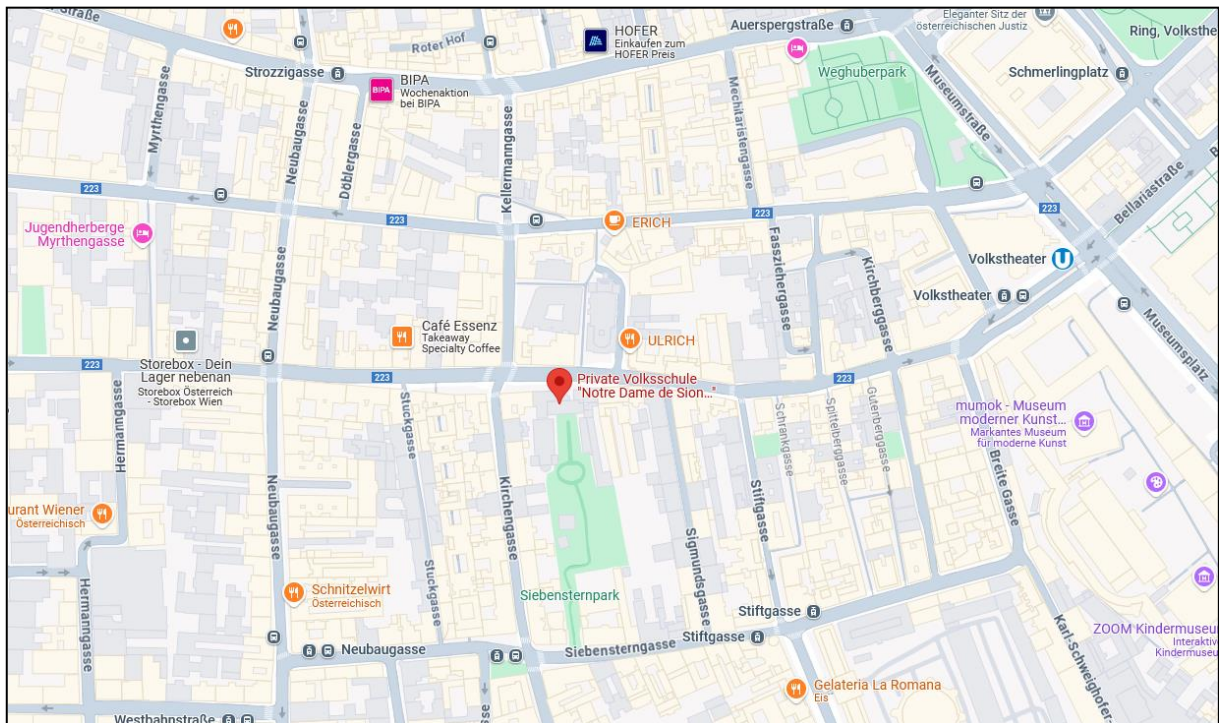 Straße
HOFER
Einkaufen zum
HOFER Preis
Auerspergstraße
Eleganter Sitz der
österreichischen Justiz
Ring, Volksthe
Roter Hof
Strozzigasse
BIPA
BIPA
Wochenaktion
bei BIPA
Weghuberpark
Schmerlingplatz
Museumstraße
Myrthengasse
Neubaugasse
Döblergasse
Kellermanngasse
Mechitaristengasse
Bellariastraße
223
223
223
223
Jugendherberge
Myrthengasse
ERICH
Neubaugasse
Fassziehergasse
Kirchberggasse
Volkstheater
U
Volkstheater
Café Essenz
Takeaway
Specialty Coffee
ULRICH
Museumsplatz
Storebox - Dein
Lager nebenan
Storebox Österreich
- Storebox Wien
223
223
Private Volksschule
"Notre Dame de Sion..."
Hermanngasse
Stuckgasse
Schrankgasse
Spittelberggasse
Gutenberggasse
mumok - Museum
moderner Kunst...
Markantes Museum
für moderne Kunst
Neubaugasse
Kirchengasse
Stiftgasse
Breite Gasse
urant Wiener
Österreichisch
Sigmundsgasse
Stuckgasse
Schnitzelwirt
Österreichisch
Siebensternpark
Hermanngasse
Stiftgasse
Stiftgasse
Neubaugasse
Siebensterngasse
ZOOM Kindermuseu
Interaktiv
Kindermuseu
Karl-Schweighofer-
Gelateria La Romana
Eis
Westbahnstraße